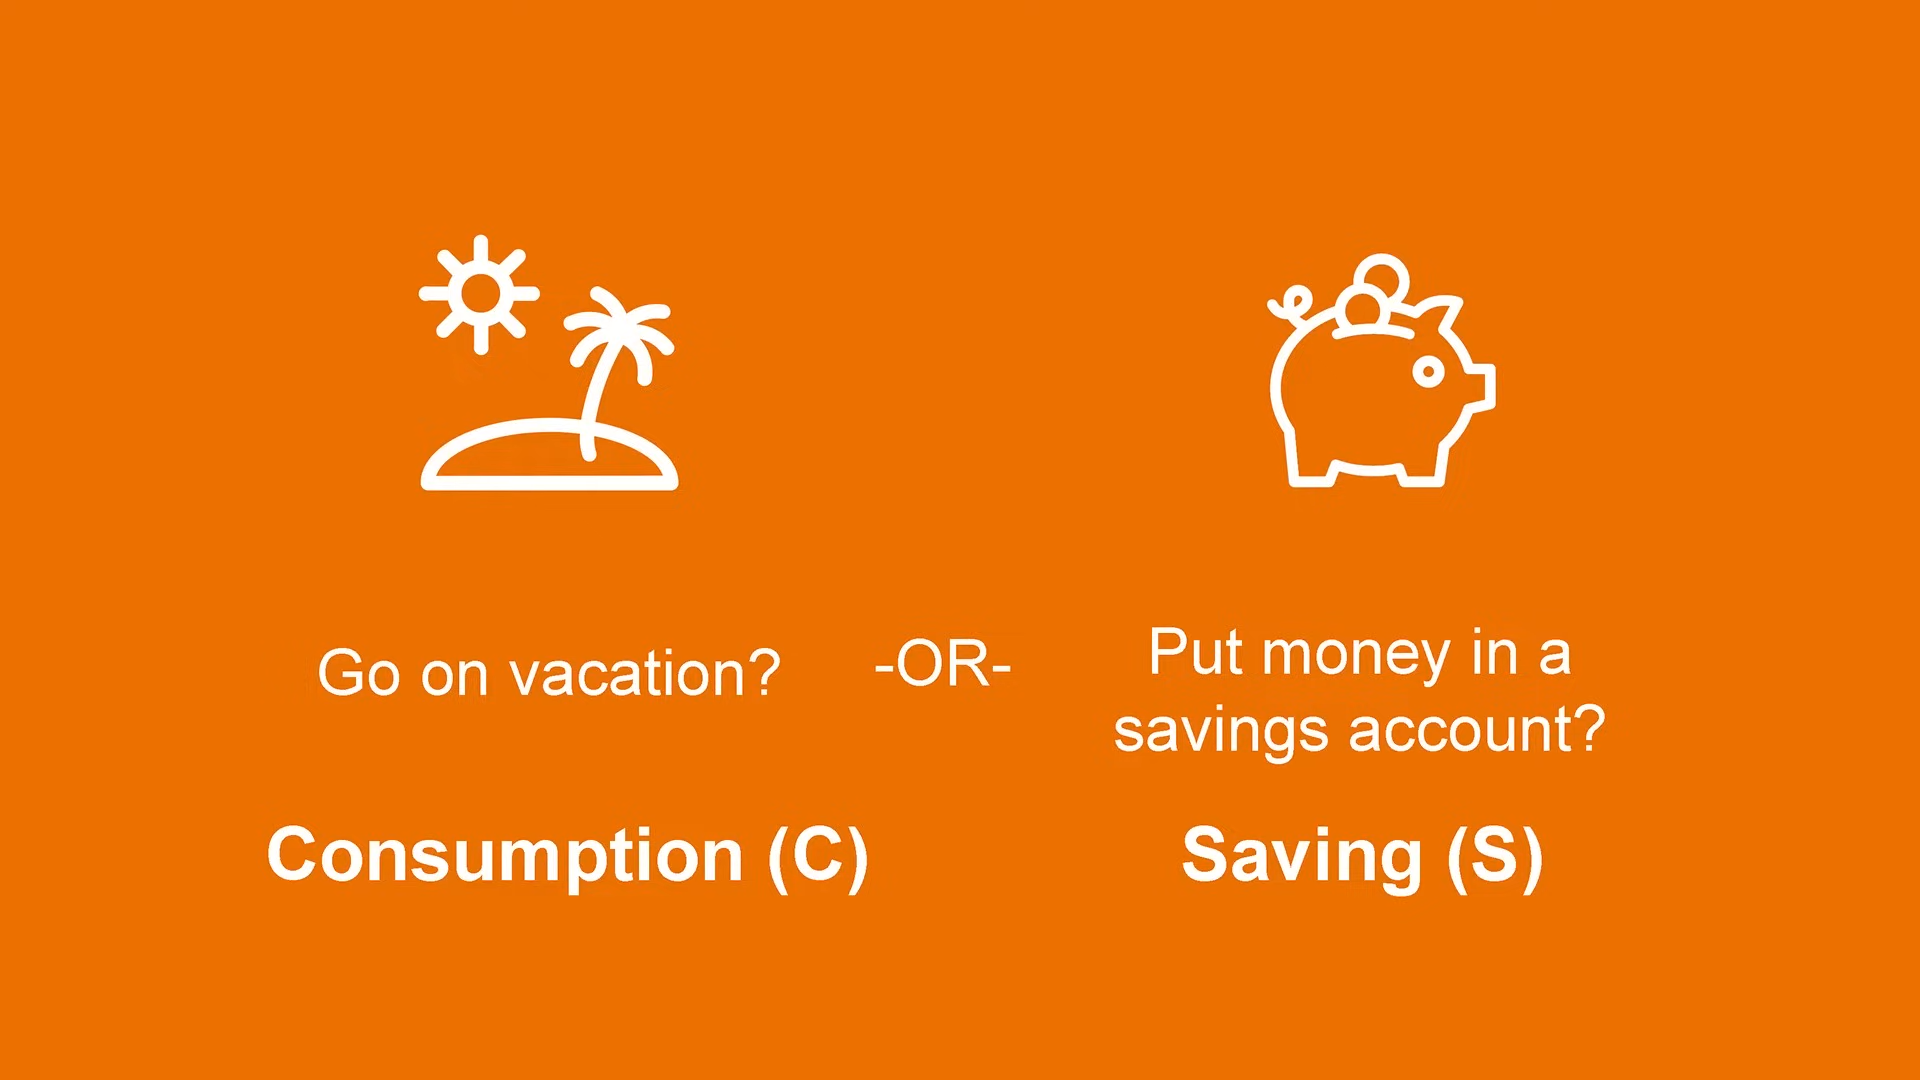 Go on vacation?
-OR-
Put money in a
savings account?
Consumption (C)
Saving (S)